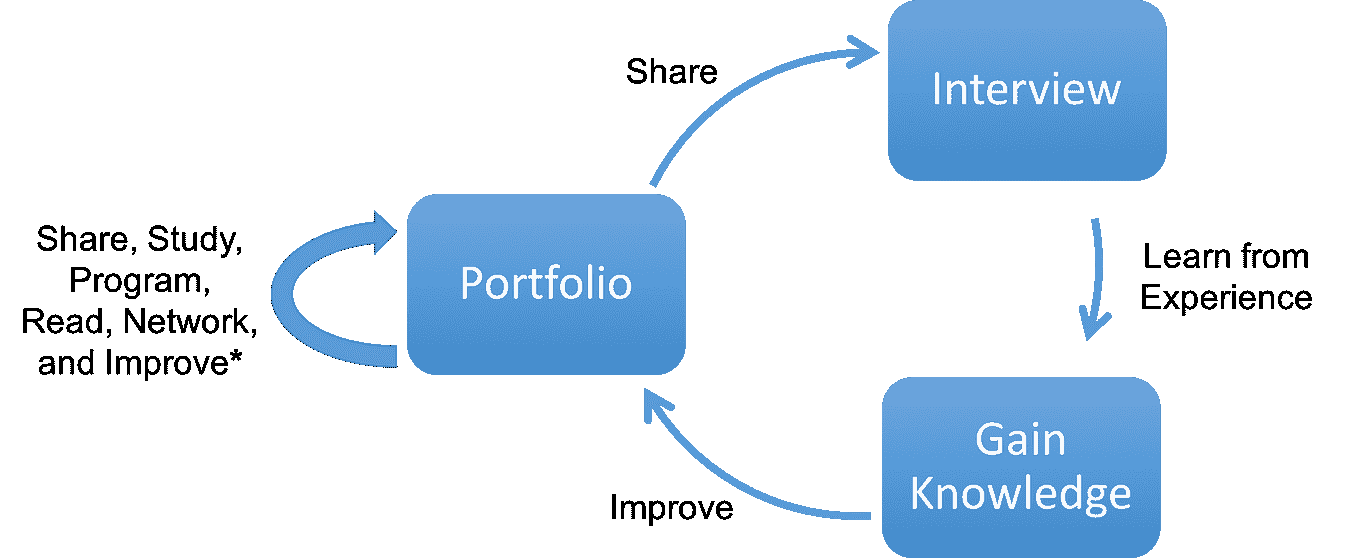 Share
Interview
Share, Study,
Program,
Read, Network,
and Improve*
Portfolio
Learn from
Experience
Gain
Knowledge
Improve